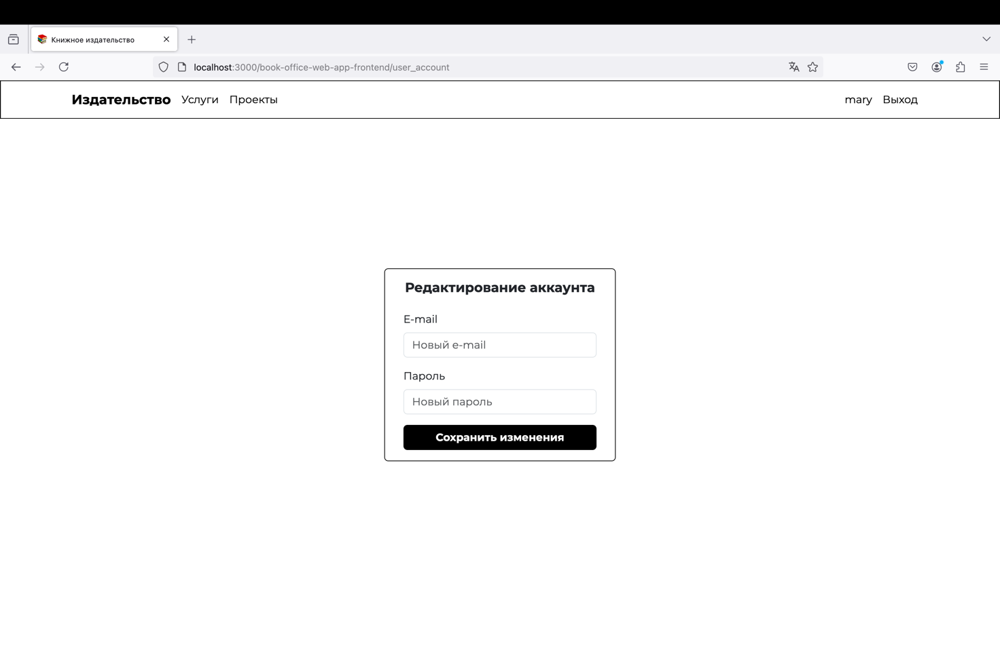 Книжное издательство
localhost:3000/book-office-web-app-frontend/user_account
Издательство Услуги Проекты mary Выход
Редактирование аккаунта
E-mail
Новый e-mail
Пароль
Новый пароль
Сохранить изменения